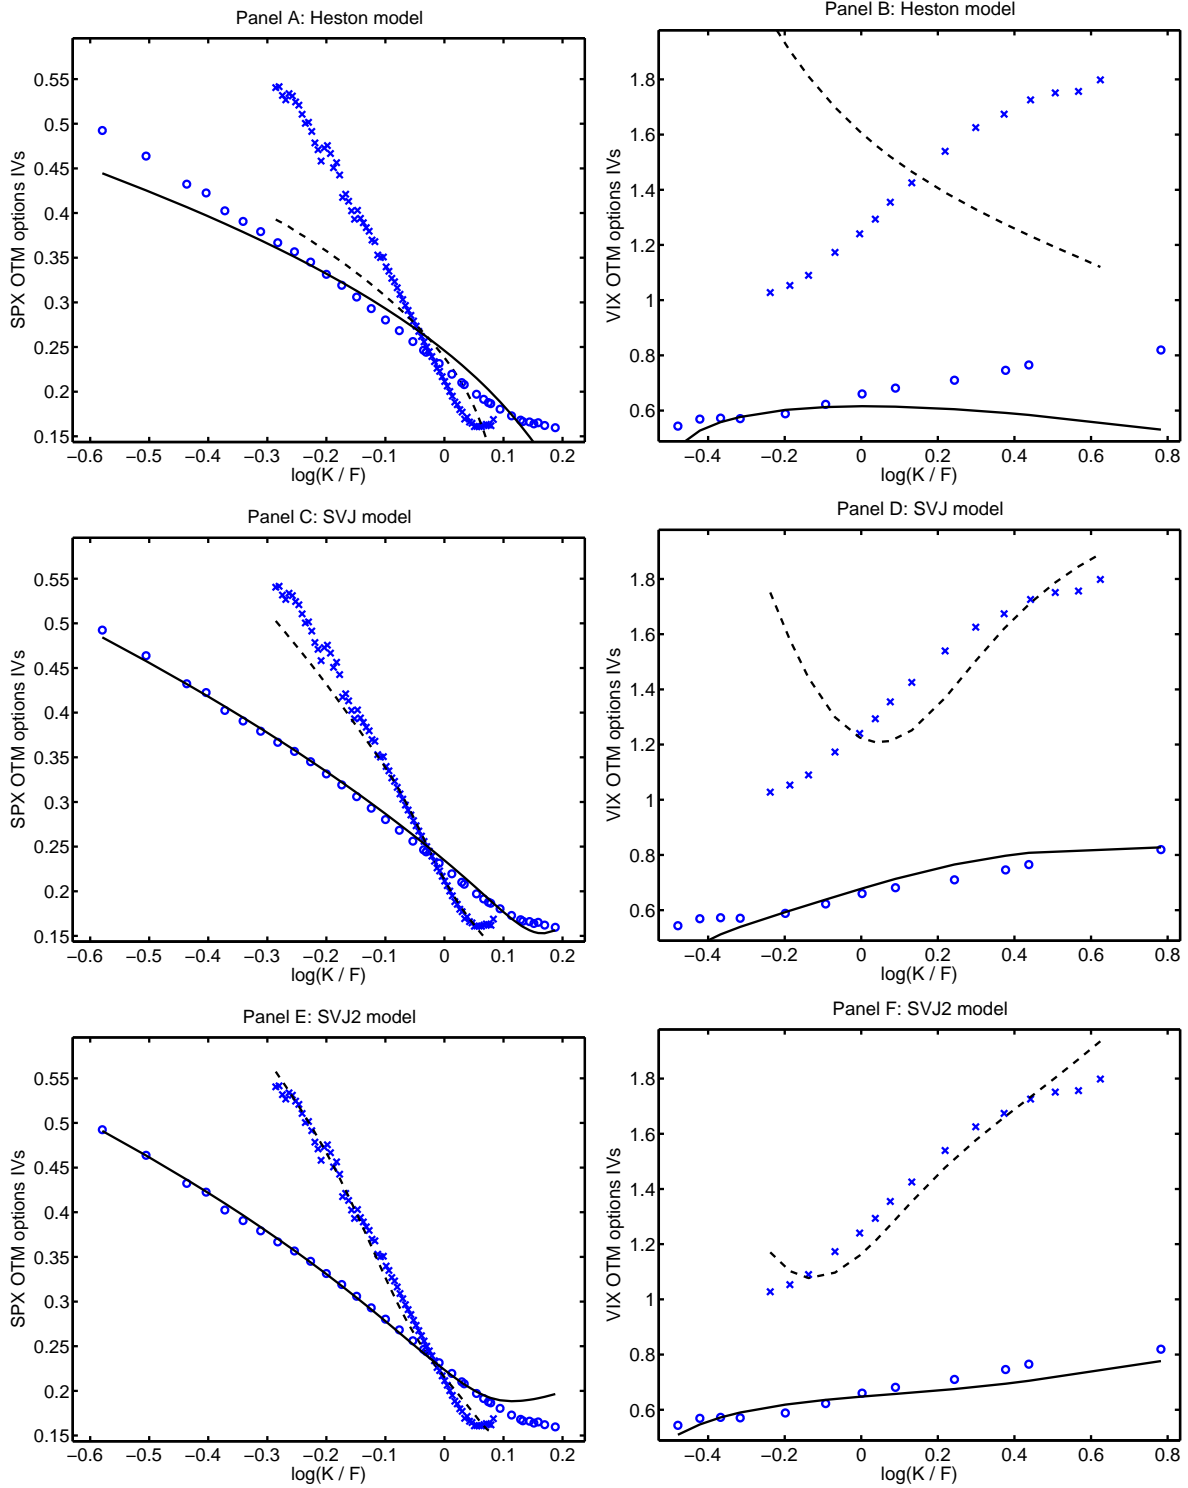 Panel A: Heston model
0.55
0.5
0.45
0.4
0.35
0.3
0.25
0.2
0.15
−0.6 −0.5 −0.4 −0.3 −0.2 −0.1 0 0.1 0.2
SPX OTM options IVs
log(K / F)
Panel B: Heston model
1.8
1.6
1.4
1.2
1
0.8
0.6
−0.4 −0.2 0 0.2 0.4 0.6 0.8
VIX OTM options IVs
log(K / F)
Panel C: SVJ model
0.55
0.5
0.45
0.4
0.35
0.3
0.25
0.2
0.15
−0.6 −0.5 −0.4 −0.3 −0.2 −0.1 0 0.1 0.2
SPX OTM options IVs
log(K / F)
Panel D: SVJ model
1.8
1.6
1.4
1.2
1
0.8
0.6
−0.4 −0.2 0 0.2 0.4 0.6 0.8
VIX OTM options IVs
log(K / F)
Panel E: SVJ2 model
0.55
0.5
0.45
0.4
0.35
0.3
0.25
0.2
0.15
−0.6 −0.5 −0.4 −0.3 −0.2 −0.1 0 0.1 0.2
SPX OTM options IVs
log(K / F)
Panel F: SVJ2 model
1.8
1.6
1.4
1.2
1
0.8
0.6
−0.4 −0.2 0 0.2 0.4 0.6 0.8
VIX OTM options IVs
log(K / F)